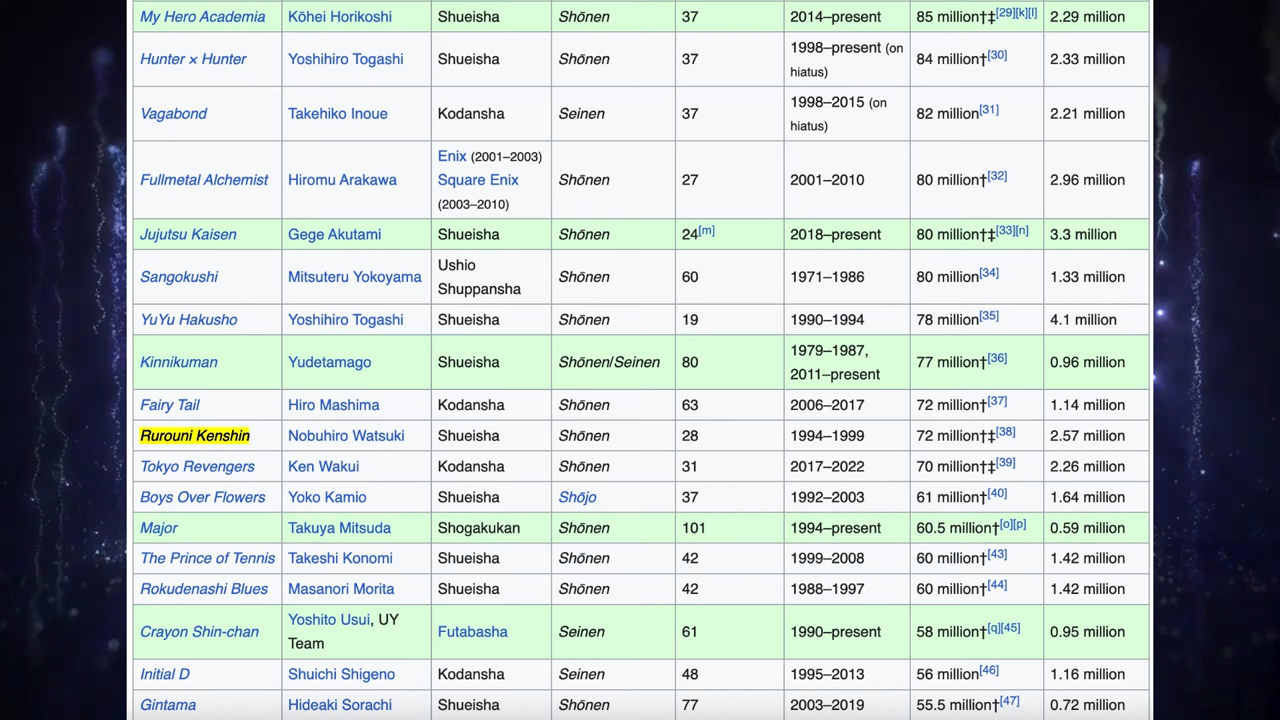 My Hero Academia Kōhei Horikoshi Shueisha Shōnen 37 2014–present 85 million†‡[29][k][l] 2.29 million
Hunter × Hunter Yoshihiro Togashi Shueisha Shōnen 37 1998–present (on hiatus) 84 million†[30] 2.33 million
Vagabond Takehiko Inoue Kodansha Seinen 37 1998–2015 (on hiatus) 82 million[31] 2.21 million
Fullmetal Alchemist Hiromu Arakawa Enix (2001–2003) Square Enix (2003–2010) Shōnen 27 2001–2010 80 million†[32] 2.96 million
Jujutsu Kaisen Gege Akutami Shueisha Shōnen 24[m] 2018–present 80 million†‡[33][n] 3.3 million
Sangokushi Mitsuteru Yokoyama Ushio Shuppansha Shōnen 60 1971–1986 80 million[34] 1.33 million
YuYu Hakusho Yoshihiro Togashi Shueisha Shōnen 19 1990–1994 78 million[35] 4.1 million
Kinnikuman Yudetamago Shueisha Shōnen/Seinen 80 1979–1987, 2011–present 77 million†[36] 0.96 million
Fairy Tail Hiro Mashima Kodansha Shōnen 63 2006–2017 72 million†[37] 1.14 million
Rurouni Kenshin Nobuhiro Watsuki Shueisha Shōnen 28 1994–1999 72 million†‡[38] 2.57 million
Tokyo Revengers Ken Wakui Kodansha Shōnen 31 2017–2022 70 million†‡[39] 2.26 million
Boys Over Flowers Yoko Kamio Shueisha Shōjo 37 1992–2003 61 million†[40] 1.64 million
Major Takuya Mitsuda Shogakukan Shōnen 101 1994–present 60.5 million†[o][p] 0.59 million
The Prince of Tennis Takeshi Konomi Shueisha Shōnen 42 1999–2008 60 million†[43] 1.42 million
Rokudenashi Blues Masanori Morita Shueisha Shōnen 42 1988–1997 60 million†[44] 1.42 million
Crayon Shin-chan Yoshito Usui, UY Team Futabasha Seinen 61 1990–present 58 million†[q][45] 0.95 million
Initial D Shuichi Shigeno Kodansha Seinen 48 1995–2013 56 million[46] 1.16 million
Gintama Hideaki Sorachi Shueisha Shōnen 77 2003–2019 55.5 million†[47] 0.72 million